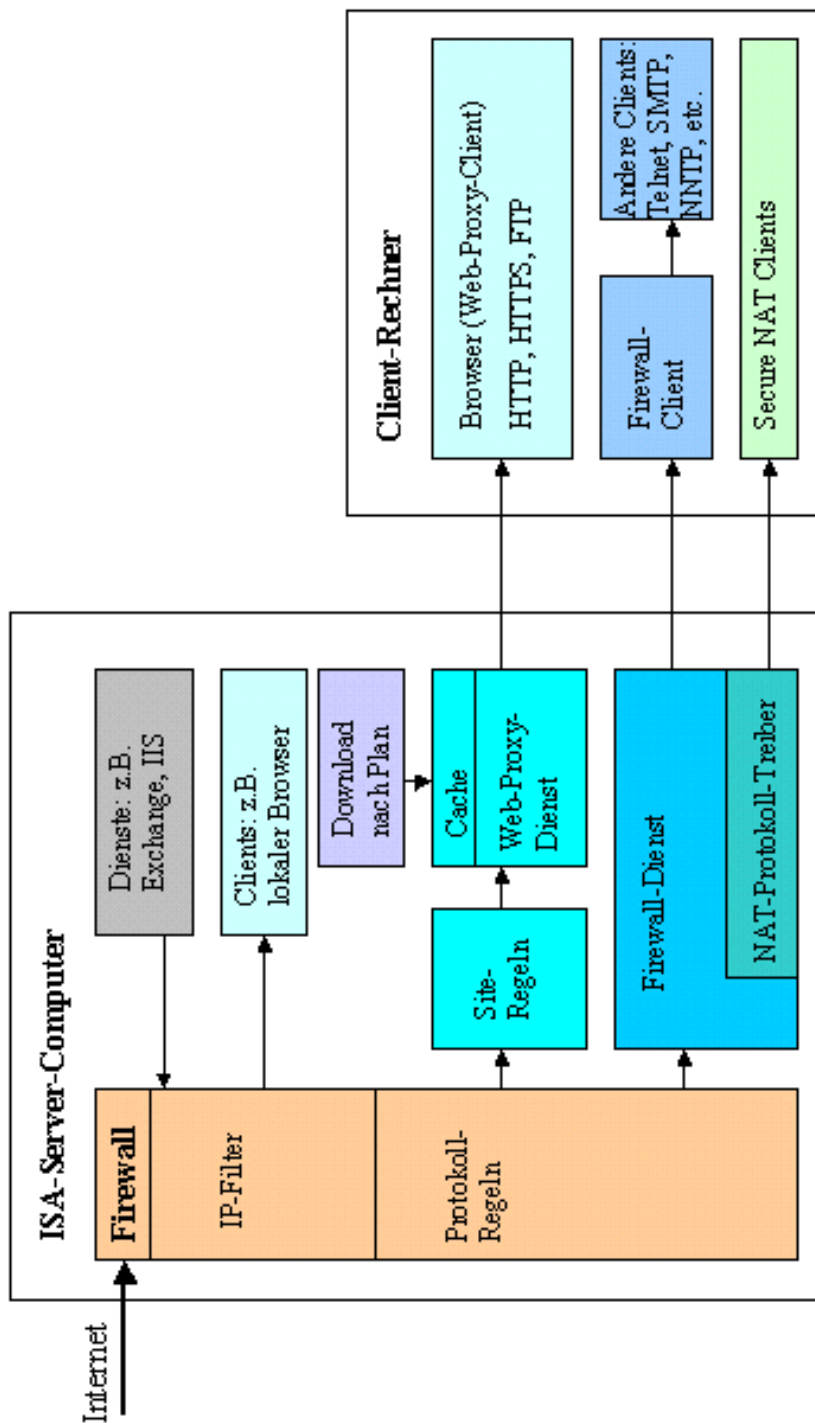 Internet
ISA-Server-Computer
Firewall
IP-Filter
Protokoll-
Regeln
Dienste: z.B.
Exchange, IIS
Clients: z.B.
lokaler Browser
Download
nach Plan
Site-
Regeln
Cache
Web-Proxy-
Dienst
Firewall-Dienst
NAT-Protokoll-Treiber
Client-Rechner
Browser (Web-Proxy-Client)
HTTP, HTTPS, FTP
Firewall-
Client
Andere Clients:
Telnet, SMTP,
NNTP, etc.
Secure NAT Clients